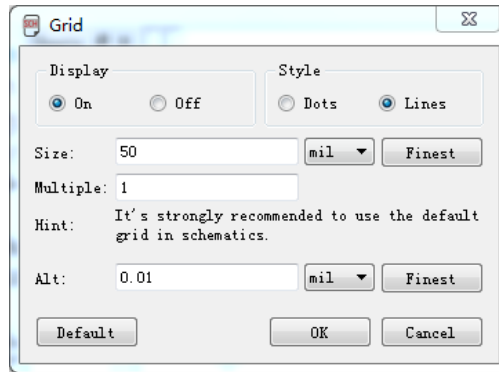 SCH Grid
Display
Style
On Off
Dots Lines
Size: 50 mil Finest
Multiple: 1
Hint: It's strongly recommended to use the default
grid in schematics.
Alt: 0.01 mil Finest
Default OK Cancel